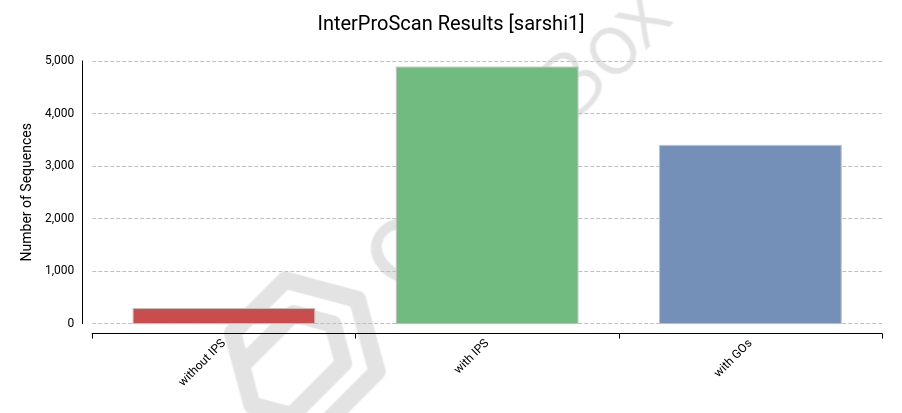 InterProScan Results [sarshi1]
Number of Sequences
5,000
4,000
3,000
2,000
1,000
0
without IPS
with IPS
with GOs